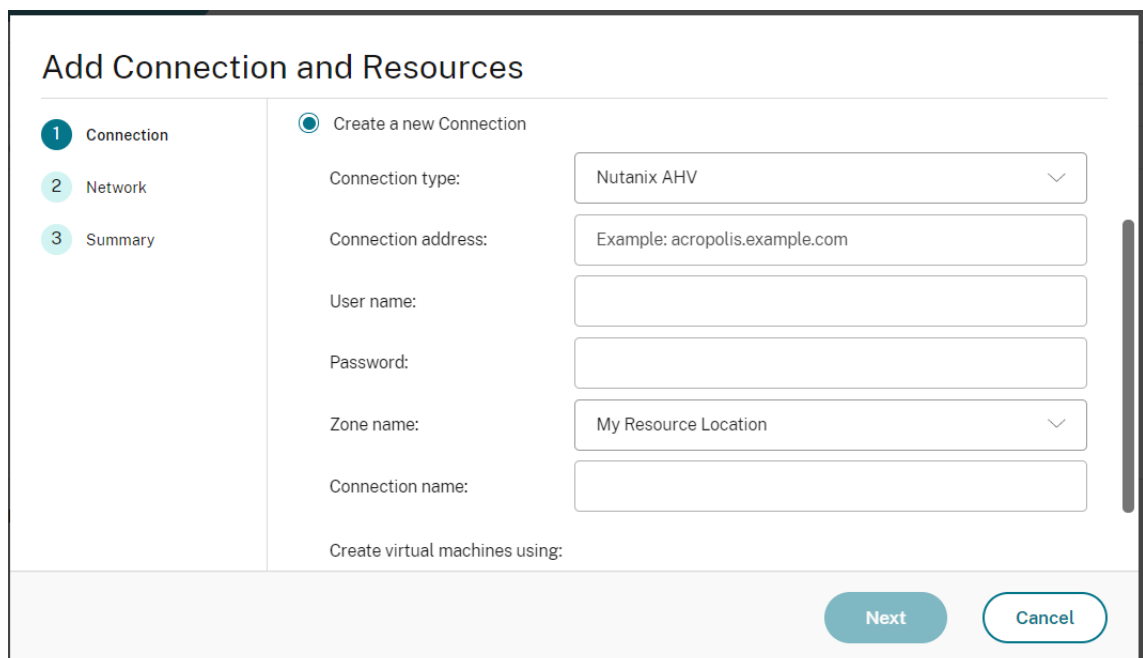 Add Connection and Resources
1 Connection
2 Network
3 Summary
Create a new Connection
Connection type: Nutanix AHV
Connection address: Example: acropolis.example.com
User name:
Password:
Zone name: My Resource Location
Connection name:
Create virtual machines using:
Next Cancel